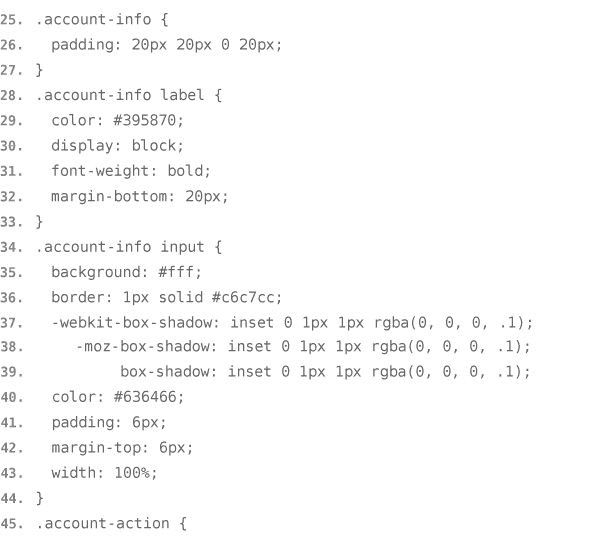 25. .account-info {
26.   padding: 20px 20px 0 20px;
27. }
28. .account-info label {
29.   color: #395870;
30.   display: block;
31.   font-weight: bold;
32.   margin-bottom: 20px;
33. }
34. .account-info input {
35.   background: #fff;
36.   border: 1px solid #c6c7cc;
37.   -webkit-box-shadow: inset 0 1px 1px rgba(0, 0, 0, .1);
38.      -moz-box-shadow: inset 0 1px 1px rgba(0, 0, 0, .1);
39.           box-shadow: inset 0 1px 1px rgba(0, 0, 0, .1);
40.   color: #636466;
41.   padding: 6px;
42.   margin-top: 6px;
43.   width: 100%;
44. }
45. .account-action {